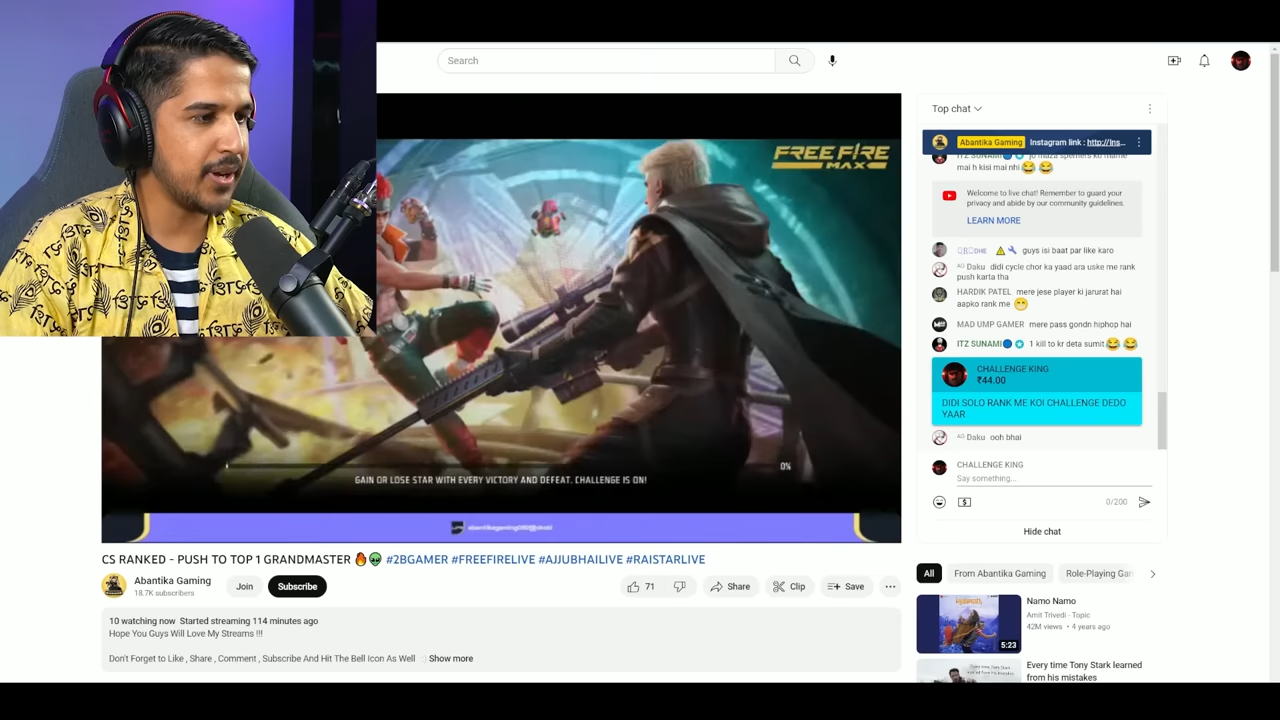 Search
Top chat
FREE FIRE
MAX
Abantika Gaming Instagram link : http://Ins...
ITZ SUNAMI jo maza spemers ko marne
mai h kisi mai nhi
Welcome to live chat! Remember to guard your
privacy and abide by our community guidelines.
LEARN MORE
guys isi baat par like karo
AG Daku didi cycle chor ka yaad ara uske me rank
push karta tha
HARDIK PATEL mere jese player ki jarurat hai
aapko rank me 😁
MAD UMP GAMER mere pass gondn hiphop hai
ITZ SUNAMI🔵 1 kill to kr deta sumit😂 😂
CHALLENGE KING
₹44.00
DIDI SOLO RANK ME KOI CHALLENGE DEDO
YAAR
AG Daku ooh bhai
CHALLENGE KING
Say something...
0/200
Hide chat
0%
GAIN OR LOSE STAR WITH EVERY VICTORY AND DEFEAT. CHALLENGE IS ON!
CS RANKED - PUSH TO TOP 1 GRANDMASTER 🔥👽 #2BGAMER #FREEFIRELIVE #AJJUBHAILIVE #RAISTARLIVE
Abantika Gaming
18.7K subscribers
Join
Subscribe
71
Share
Clip
Save
10 watching now Started streaming 114 minutes ago
Hope You Guys Will Love My Streams !!!
Don't Forget to Like , Share , Comment , Subscribe And Hit The Bell Icon As Well
Show more
All
From Abantika Gaming
Role-Playing Gan
Namo Namo
Amit Trivedi - Topic
42M views • 4 years ago
5:23
Every time Tony Stark learned
from his mistakes